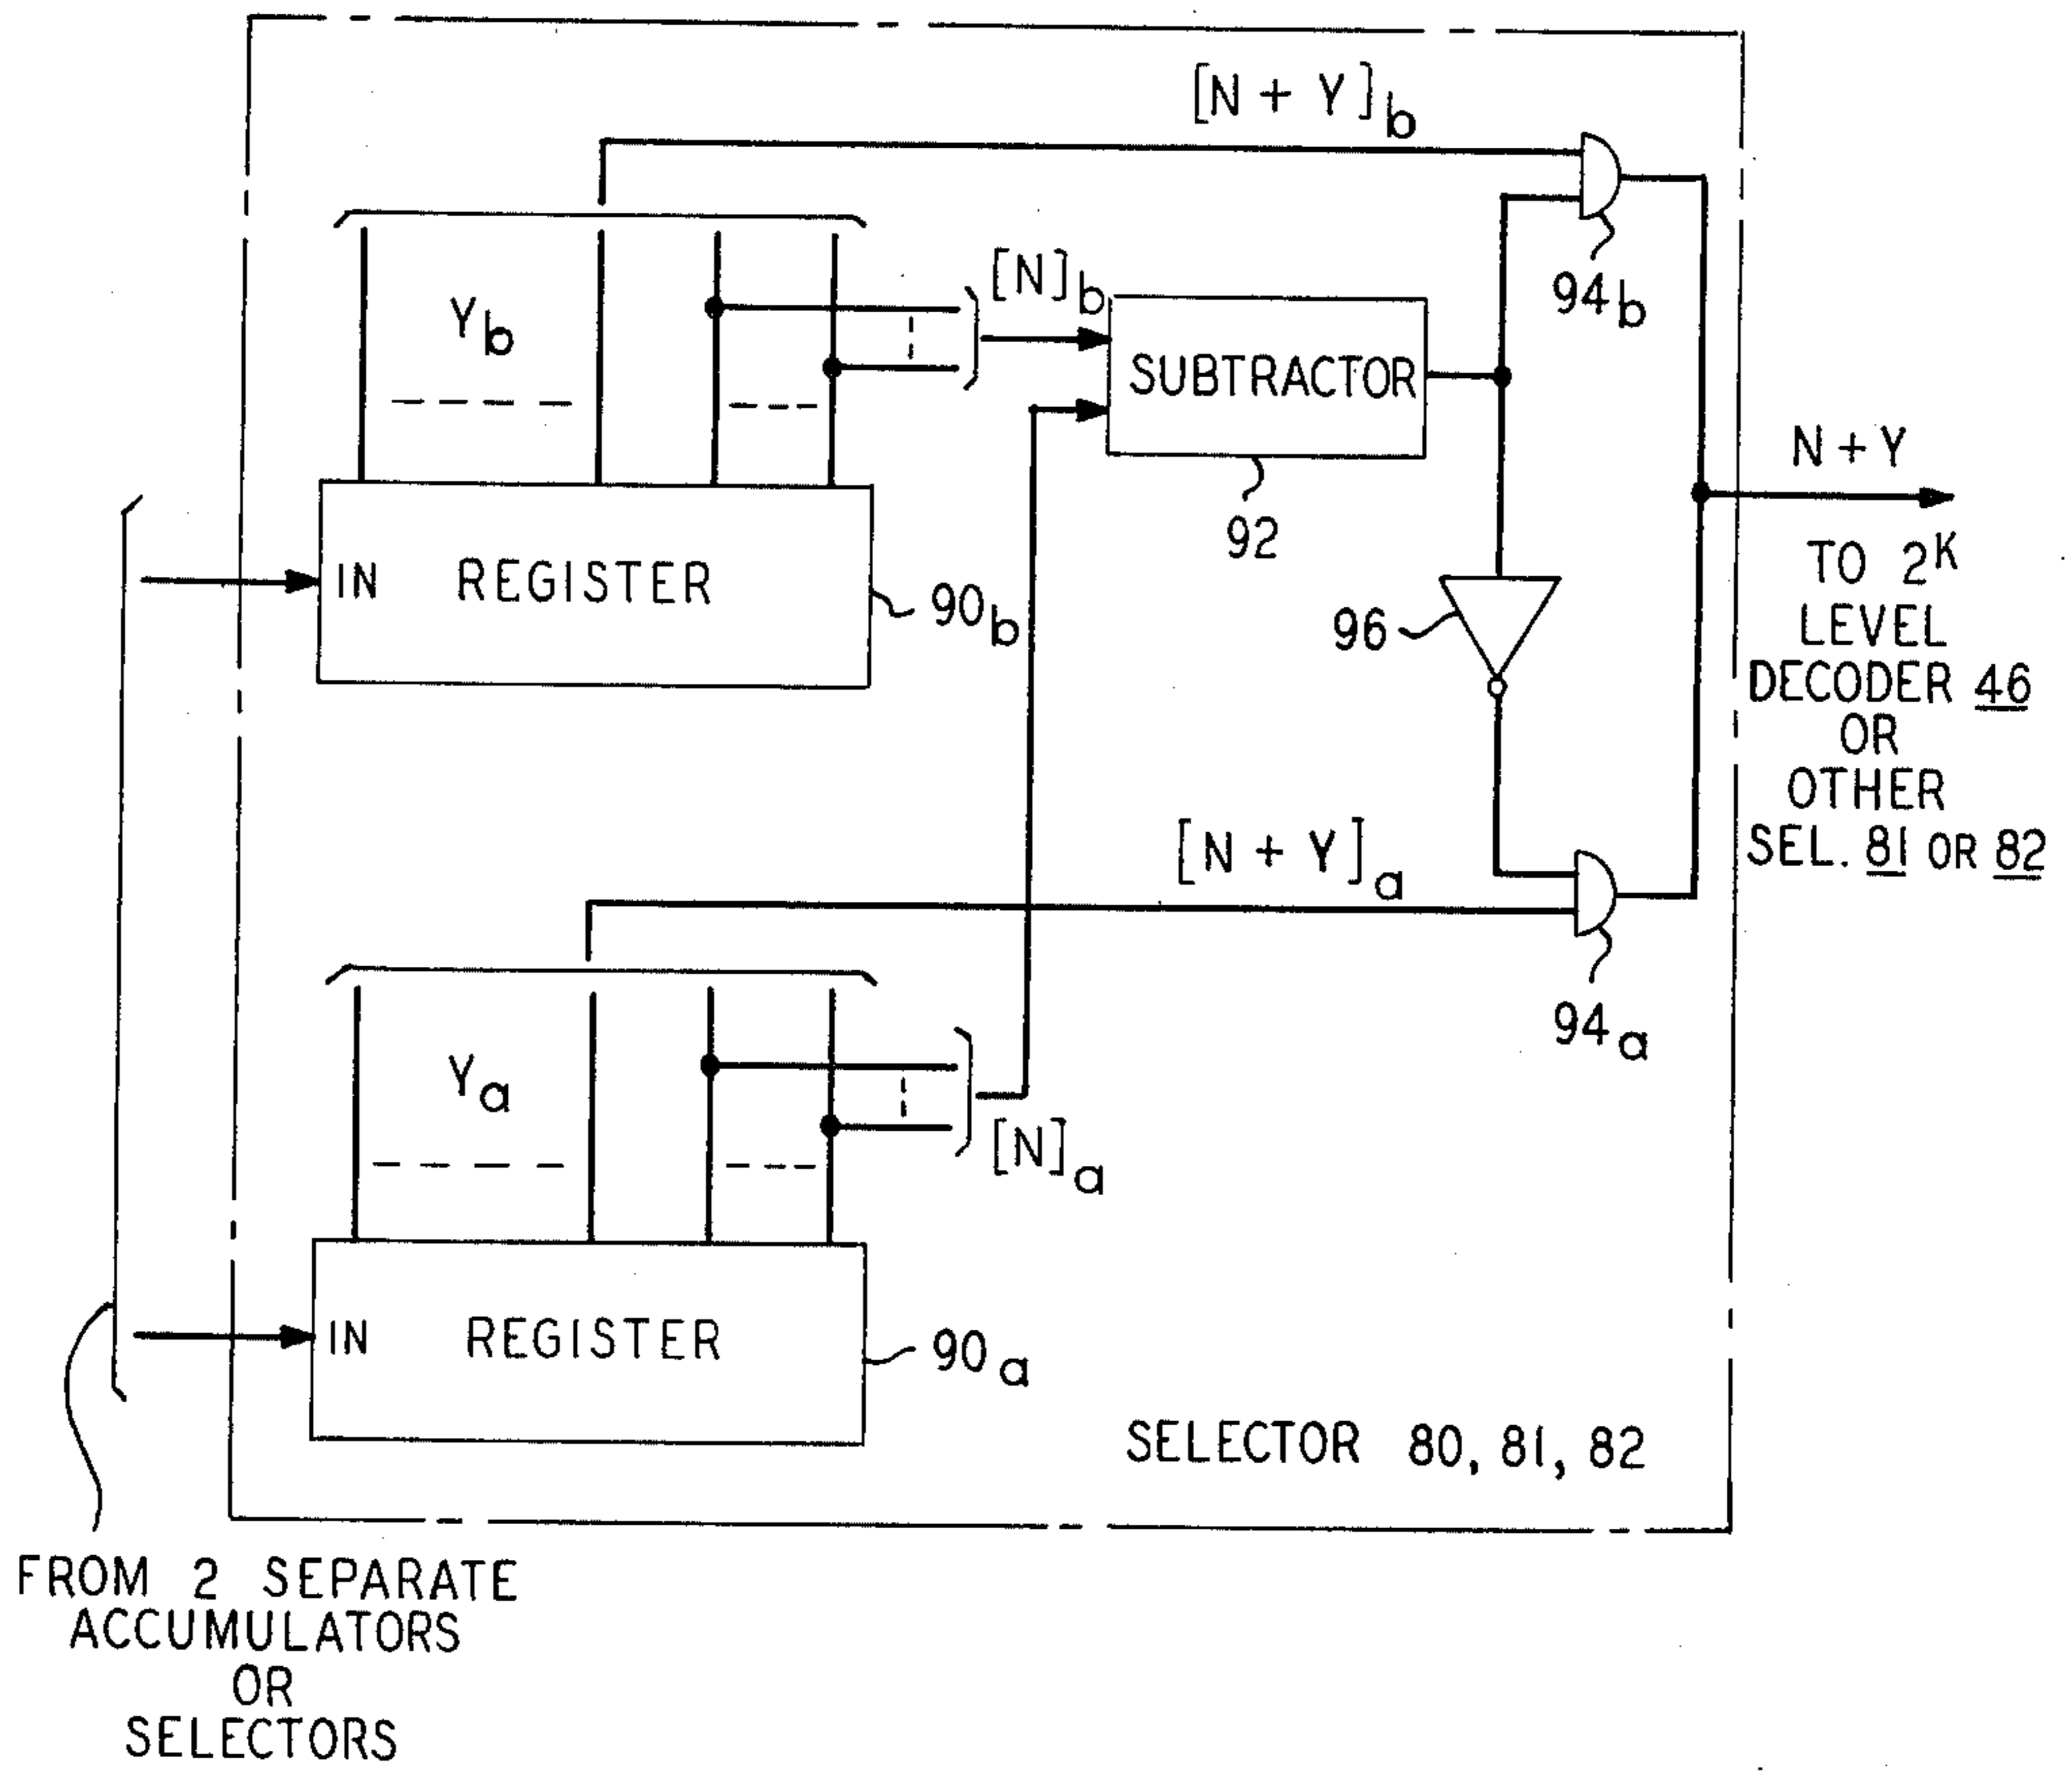 [N + Y]b
Yb
[N]b
SUBTRACTOR
94b
92
N + Y
TO 2K
LEVEL
DECODER 46
OR
OTHER
SEL. 81 OR 82
IN REGISTER
90b
96
[N + Y]a
94a
Ya
[N]a
IN REGISTER
90a
SELECTOR 80, 81, 82
FROM 2 SEPARATE
ACCUMULATORS
OR
SELECTORS